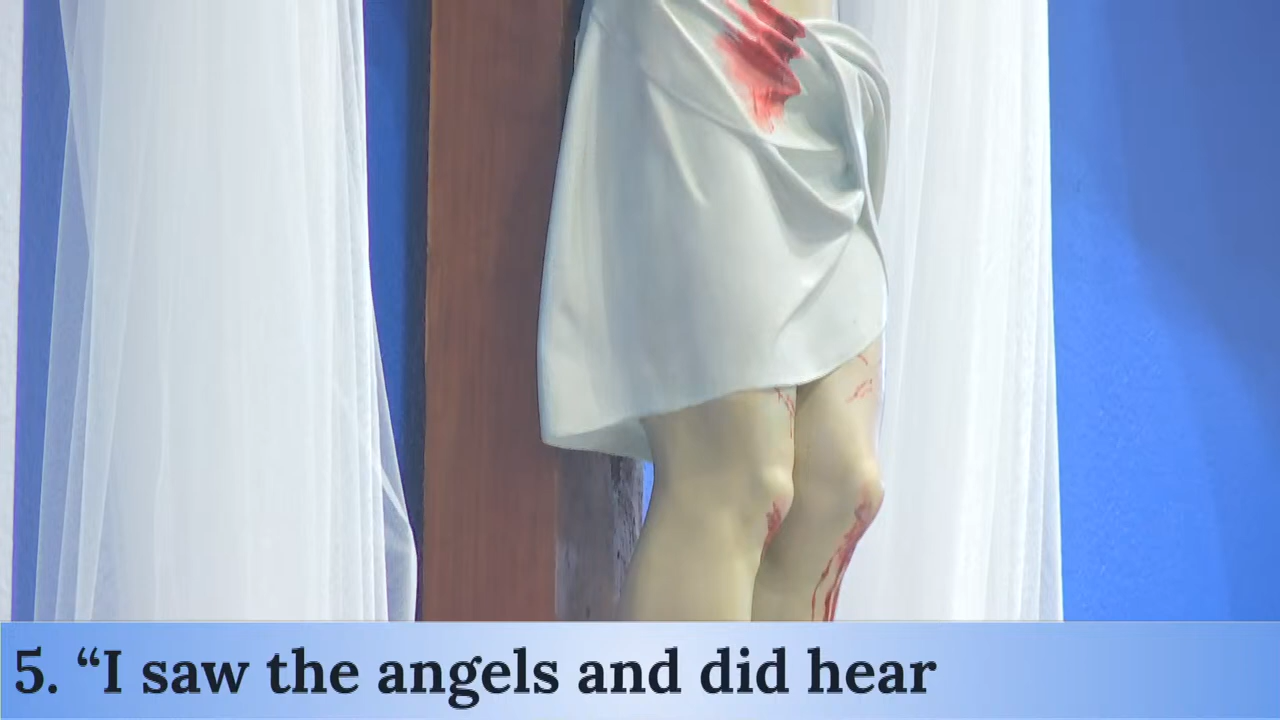 5. “I saw the angels and did hear